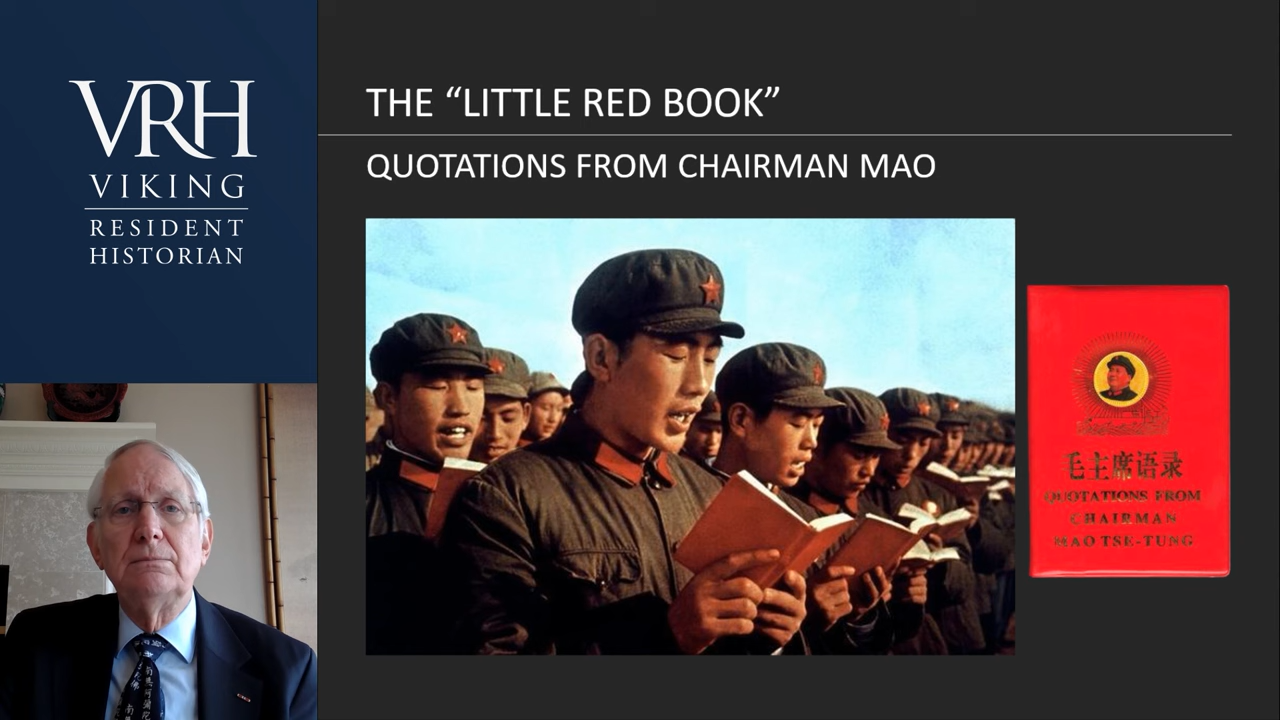 VRH
VIKING
RESIDENT
HISTORIAN
THE “LITTLE RED BOOK”
QUOTATIONS FROM CHAIRMAN MAO
毛主席语录
QUOTATIONS FROM
CHAIRMAN
MAO TSE-TUNG